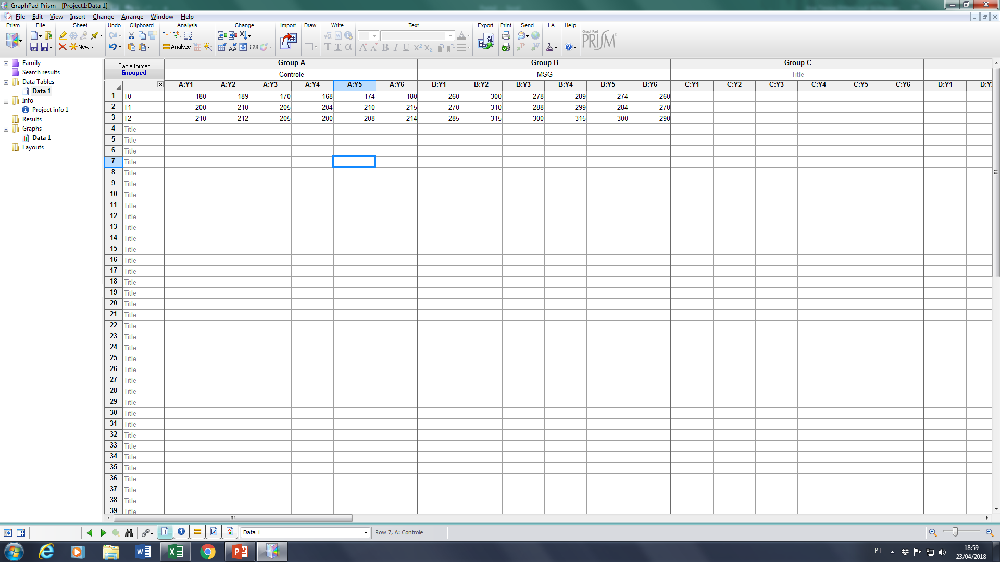 GraphPad Prism - [Project1:Data 1]
File Edit View Insert Change Arrange Window Help
Prism File Sheet Undo Clipboard Analysis Change Import Draw Write Text Export Print Send LA Help
New
Analyze
GraphPad
PRISM
Family
Search results
Data Tables
Data 1
Info
Project info 1
Results
Graphs
Data 1
Layouts
Table format:
Grouped
Group A Group B Group C
Controle MSG Title
A:Y1 A:Y2 A:Y3 A:Y4 A:Y5 A:Y6 B:Y1 B:Y2 B:Y3 B:Y4 B:Y5 B:Y6 C:Y1 C:Y2 C:Y3 C:Y4 C:Y5 C:Y6 D:Y1 D:Y
1 T0 180 189 170 168 174 180 260 300 278 289 274 260
2 T1 200 210 205 204 210 215 270 310 288 299 284 270
3 T2 210 212 205 200 208 214 285 315 300 315 300 290
4 Title
5 Title
6 Title
7 Title
8 Title
9 Title
10 Title
11 Title
12 Title
13 Title
14 Title
15 Title
16 Title
17 Title
18 Title
19 Title
20 Title
21 Title
22 Title
23 Title
24 Title
25 Title
26 Title
27 Title
28 Title
29 Title
30 Title
31 Title
32 Title
33 Title
34 Title
35 Title
36 Title
37 Title
38 Title
39 Title
Data 1
Row 7, A: Controle
PT
18:59
23/04/2018